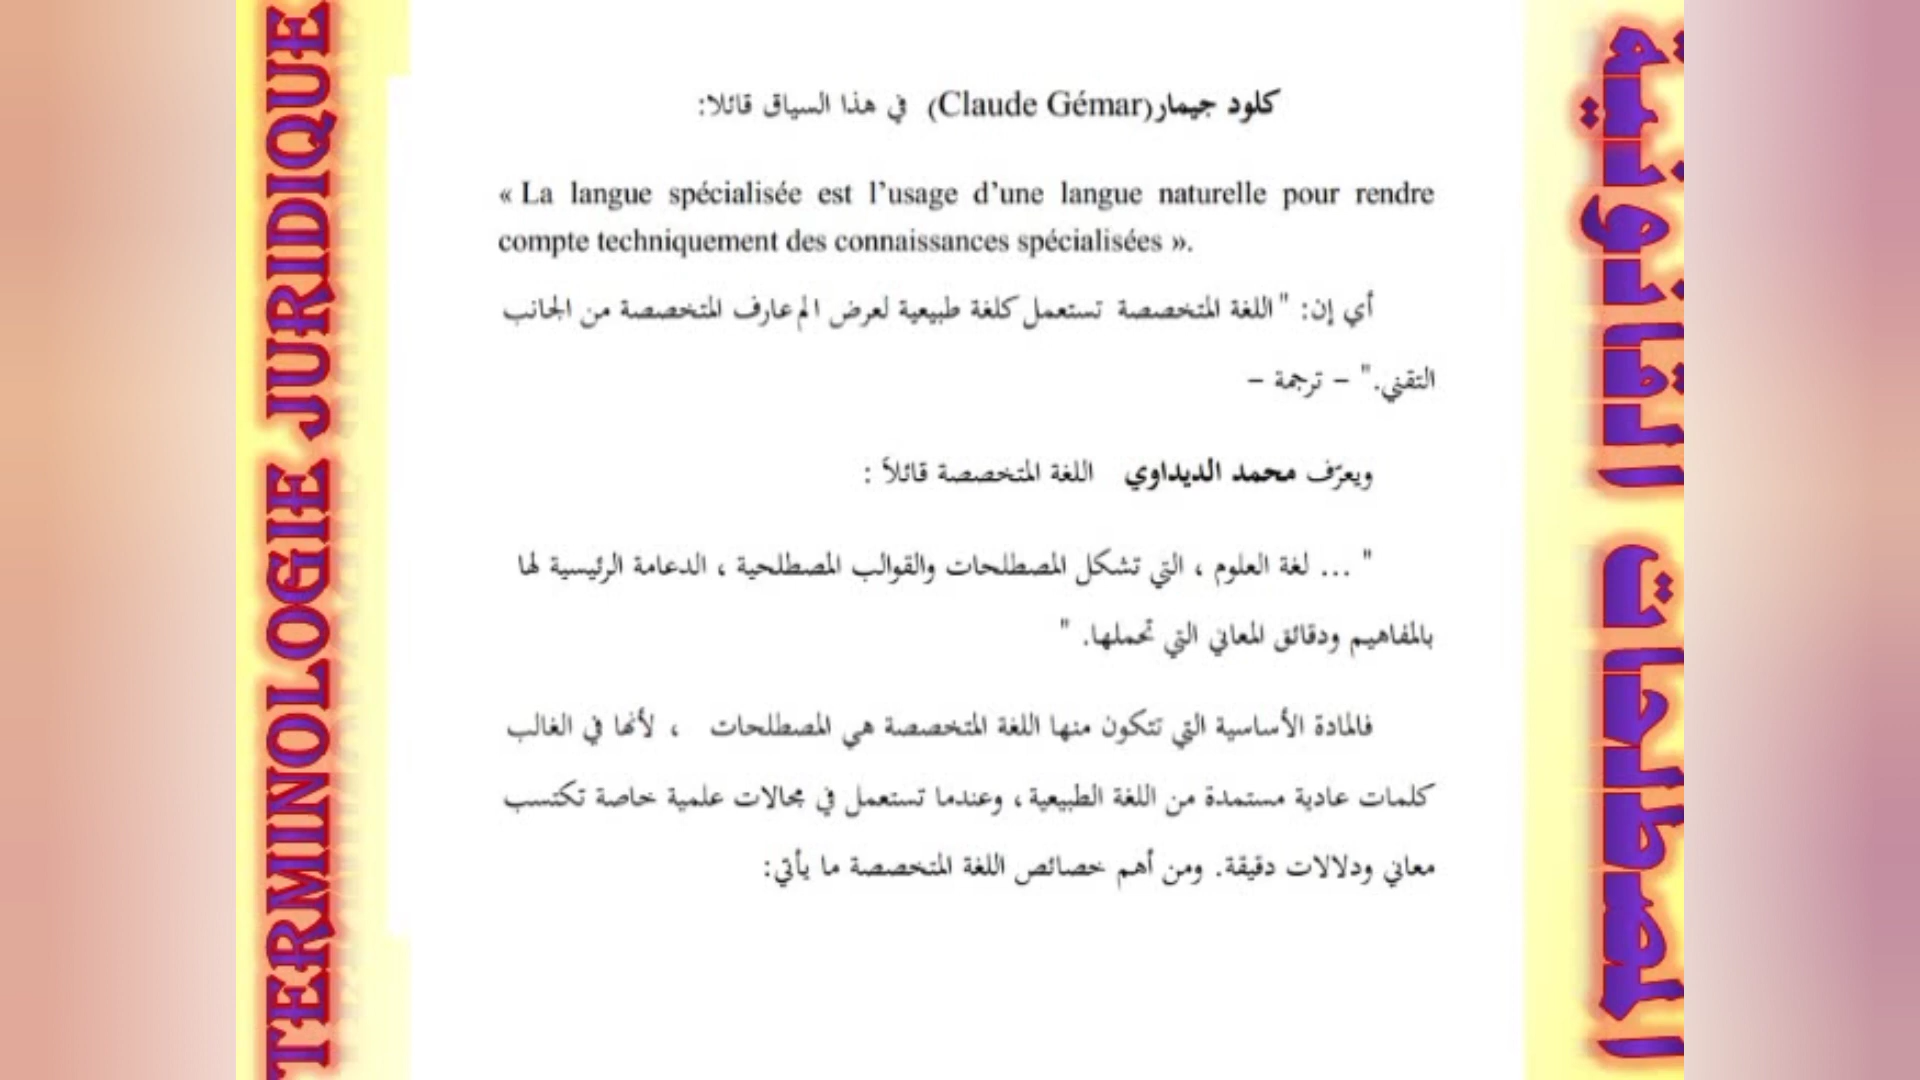 TERMINOLOGIE JURIDIQUE
كلود جيمار(Claude Gémar) في هذا السياق قائلا:
« La langue spécialisée est l’usage d’une langue naturelle pour rendre
compte techniquement des connaissances spécialisées ».
أي إن: " اللغة المتخصصة تستعمل كلغة طبيعية لعرض المعارف المتخصصة من الجانب
التقني." – ترجمة –
ويعرّف محمد الديداوي اللغة المتخصصة قائلاً :
" ... لغة العلوم ، التي تشكل المصطلحات والقوالب المصطلحية ، الدعامة الرئيسية لها
بالمفاهيم ودقائق المعاني التي تحملها. "
فالمادة الأساسية التي تتكون منها اللغة المتخصصة هي المصطلحات ، لأنها في الغالب
كلمات عادية مستمدة من اللغة الطبيعية، وعندما تستعمل في مجالات علمية خاصة تكتسب
معاني ودلالات دقيقة. ومن أهم خصائص اللغة المتخصصة ما يأتي:
المصطلحات القانونية